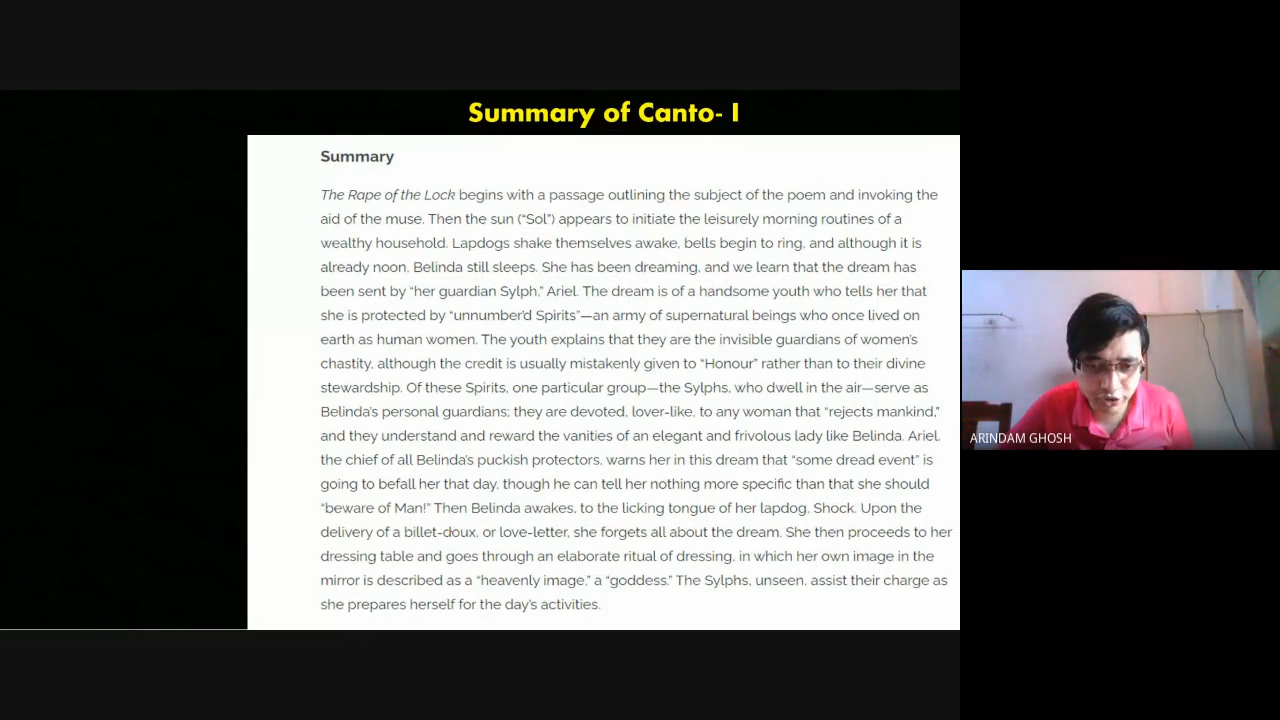 Summary of Canto- I
Summary
The Rape of the Lock begins with a passage outlining the subject of the poem and invoking the
aid of the muse. Then the sun (“Sol”) appears to initiate the leisurely morning routines of a
wealthy household. Lapdogs shake themselves awake, bells begin to ring, and although it is
already noon, Belinda still sleeps. She has been dreaming, and we learn that the dream has
been sent by “her guardian Sylph,” Ariel. The dream is of a handsome youth who tells her that
she is protected by “unnumber’d Spirits”—an army of supernatural beings who once lived on
earth as human women. The youth explains that they are the invisible guardians of women’s
chastity, although the credit is usually mistakenly given to “Honour” rather than to their divine
stewardship. Of these Spirits, one particular group—the Sylphs, who dwell in the air—serve as
Belinda’s personal guardians; they are devoted, lover-like, to any woman that “rejects mankind,”
and they understand and reward the vanities of an elegant and frivolous lady like Belinda. Ariel,
the chief of all Belinda’s puckish protectors, warns her in this dream that “some dread event” is
going to befall her that day, though he can tell her nothing more specific than that she should
“beware of Man!” Then Belinda awakes, to the licking tongue of her lapdog, Shock. Upon the
delivery of a billet-doux, or love-letter, she forgets all about the dream. She then proceeds to her
dressing table and goes through an elaborate ritual of dressing, in which her own image in the
mirror is described as a “heavenly image,” a “goddess.” The Sylphs, unseen, assist their charge as
she prepares herself for the day’s activities.
ARINDAM GHOSH